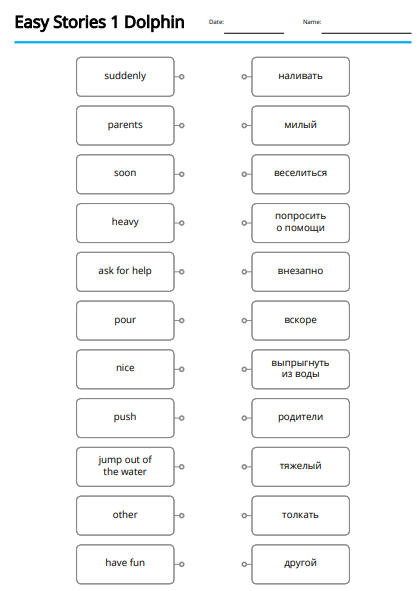 Easy Stories 1 Dolphin Date: Name:
suddenly наливать
parents милый
soon веселиться
heavy попросить
о помощи
ask for help внезапно
pour вскоре
nice выпрыгнуть
из воды
push родители
jump out of
the water тяжелый
other толкать
have fun другой